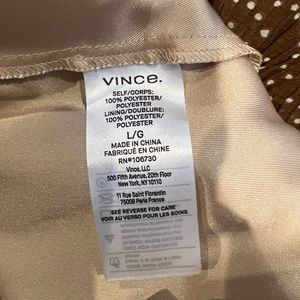 VINCE.
SELF/CORPS:
100% POLYESTER/
POLYESTER
LINING/DOUBLURE:
100% POLYESTER/
POLYESTER
L/G
MADE IN CHINA
FABRIQUÉ EN CHINE
RN#106730
Vince, LLC
500 Fifth Avenue, 20th Floor
New York, NY 10110
11 Rue Saint Florentin
75008 Paris France
SEE REVERSE FOR CARE
VOIR AU VERSO POUR LES SOINS